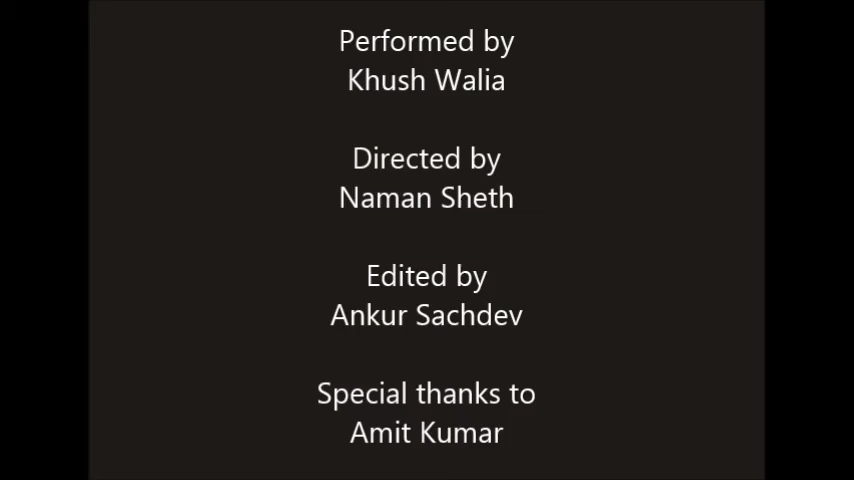 Performed by
Khush Walia
Directed by
Naman Sheth
Edited by
Ankur Sachdev
Special thanks to
Amit Kumar